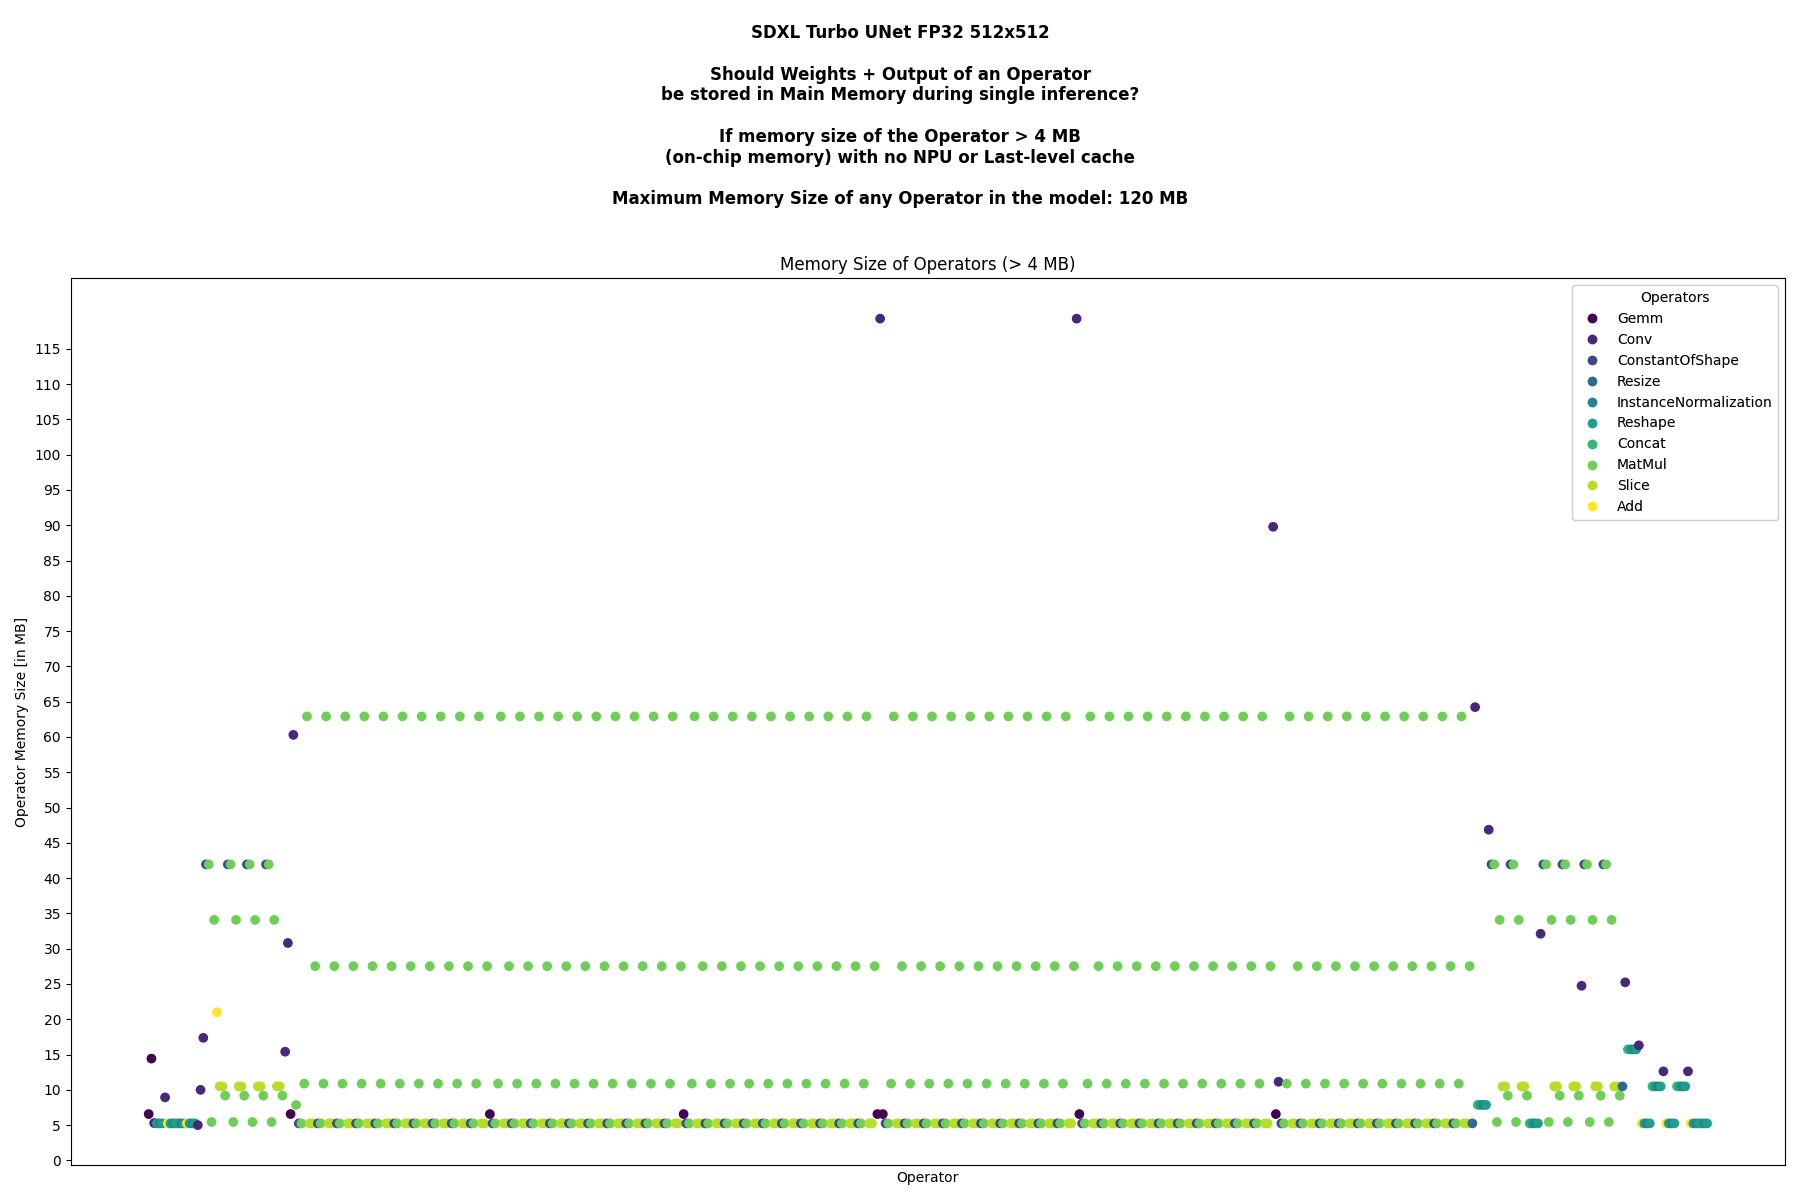 SDXL Turbo UNet FP32 512x512
Should Weights + Output of an Operator
be stored in Main Memory during single inference?
If memory size of the Operator > 4 MB
(on-chip memory) with no NPU or Last-level cache
Maximum Memory Size of any Operator in the model: 120 MB
Memory Size of Operators (> 4 MB)
Operators
Gemm
Conv
ConstantOfShape
Resize
InstanceNormalization
Reshape
Concat
MatMul
Slice
Add
115
110
105
100
95
90
85
80
75
70
65
60
55
50
45
40
35
30
25
20
15
10
5
0
Operator Memory Size [in MB]
Operator